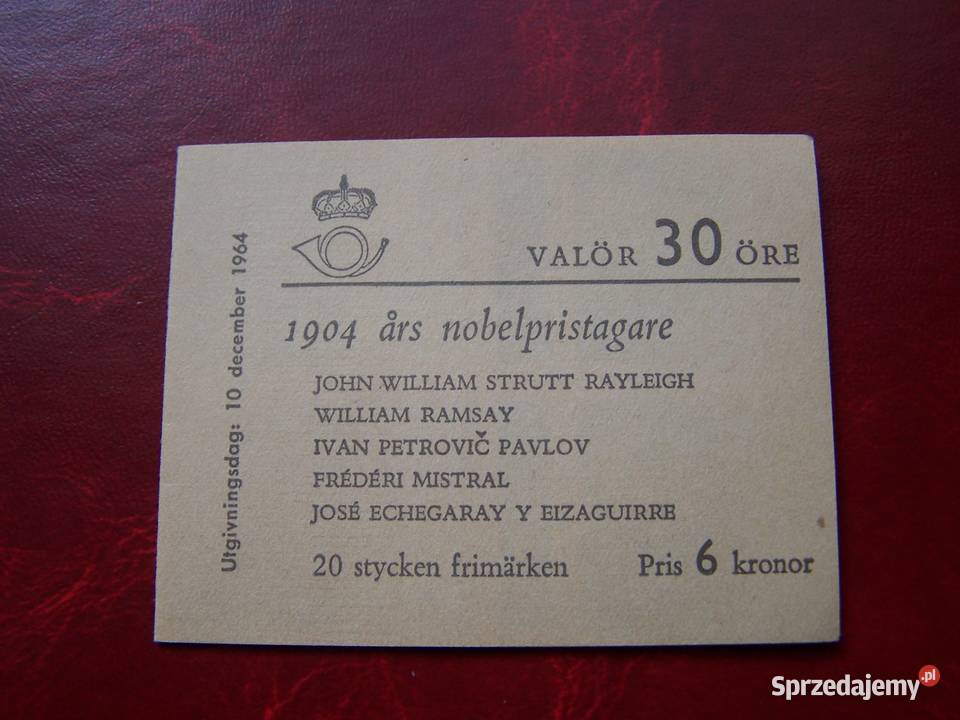 Utgivningsdag: 10 december 1964
VALÖR 30 ÖRE
1904 års nobelpristagare
JOHN WILLIAM STRUTT RAYLEIGH
WILLIAM RAMSAY
IVAN PETROVIČ PAVLOV
FRÉDÉRI MISTRAL
JOSÉ ECHEGARAY Y EIZAGUIRRE
20 stycken frimärken Pris 6 kronor
Sprzedajemy.pl